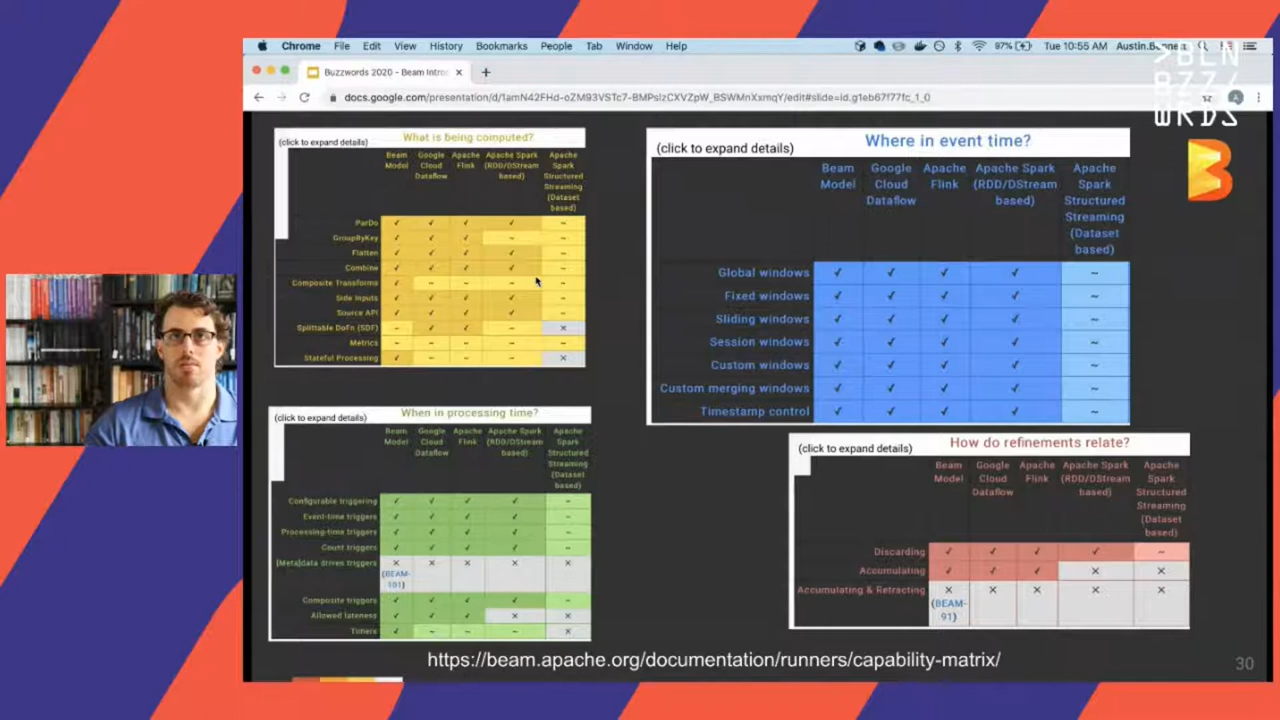 Chrome File Edit View History Bookmarks People Tab Window Help
97% Tue 10:55 AM Austin.Bennett
Buzzwords 2020 - Beam Intro
docs.google.com/presentation/d/1amN42FHd-oZM93VSTc7-BMPslzCXVZpW_BSWMnXxmqY/edit#slide=id.g1eb67f77fc_1_0
>BLN
BZZ/
WRDS
What is being computed?
(click to expand details)
Beam Model
Google Cloud Dataflow
Apache Flink
Apache Spark (RDD/DStream based)
Apache Spark Structured Streaming (Dataset based)
ParDo ✓ ✓ ✓ ✓ ~
GroupByKey ✓ ✓ ✓ ~ ~
Flatten ✓ ✓ ✓ ✓ ~
Combine ✓ ✓ ✓ ✓ ~
Composite Transforms ✓ ~ ~ ~ ~
Side Inputs ✓ ✓ ✓ ✓ ~
Source API ✓ ✓ ✓ ✓ ~
Splittable DoFn (SDF) ~ ✓ ✓ ~ ✕
Metrics ~ ~ ~ ~ ~
Stateful Processing ✓ ~ ~ ~ ✕
Where in event time?
(click to expand details)
Beam Model
Google Cloud Dataflow
Apache Flink
Apache Spark (RDD/DStream based)
Apache Spark Structured Streaming (Dataset based)
Global windows ✓ ✓ ✓ ✓ ~
Fixed windows ✓ ✓ ✓ ✓ ~
Sliding windows ✓ ✓ ✓ ✓ ~
Session windows ✓ ✓ ✓ ✓ ~
Custom windows ✓ ✓ ✓ ✓ ~
Custom merging windows ✓ ✓ ✓ ✓ ~
Timestamp control ✓ ✓ ✓ ✓ ~
When in processing time?
(click to expand details)
Beam Model
Google Cloud Dataflow
Apache Flink
Apache Spark (RDD/DStream based)
Apache Spark Structured Streaming (Dataset based)
Configurable triggering ✓ ✓ ✓ ✓ ~
Event-time triggers ✓ ✓ ✓ ✓ ~
Processing-time triggers ✓ ✓ ✓ ✓ ~
Count triggers ✓ ✓ ✓ ✓ ~
[Meta]data driven triggers ✕ (BEAM-101) ✕ ✕ ✕ ✕
Composite triggers ✓ ✓ ✓ ✓ ~
Allowed lateness ✓ ✓ ✓ ✕ ✕
Timers ✓ ~ ~ ~ ✕
How do refinements relate?
(click to expand details)
Beam Model
Google Cloud Dataflow
Apache Flink
Apache Spark (RDD/DStream based)
Apache Spark Structured Streaming (Dataset based)
Discarding ✓ ✓ ✓ ✓ ~
Accumulating ✓ ✓ ✓ ✕ ✕
Accumulating & Retracting ✕ (BEAM-91) ✕ ✕ ✕ ✕
https://beam.apache.org/documentation/runners/capability-matrix/
30